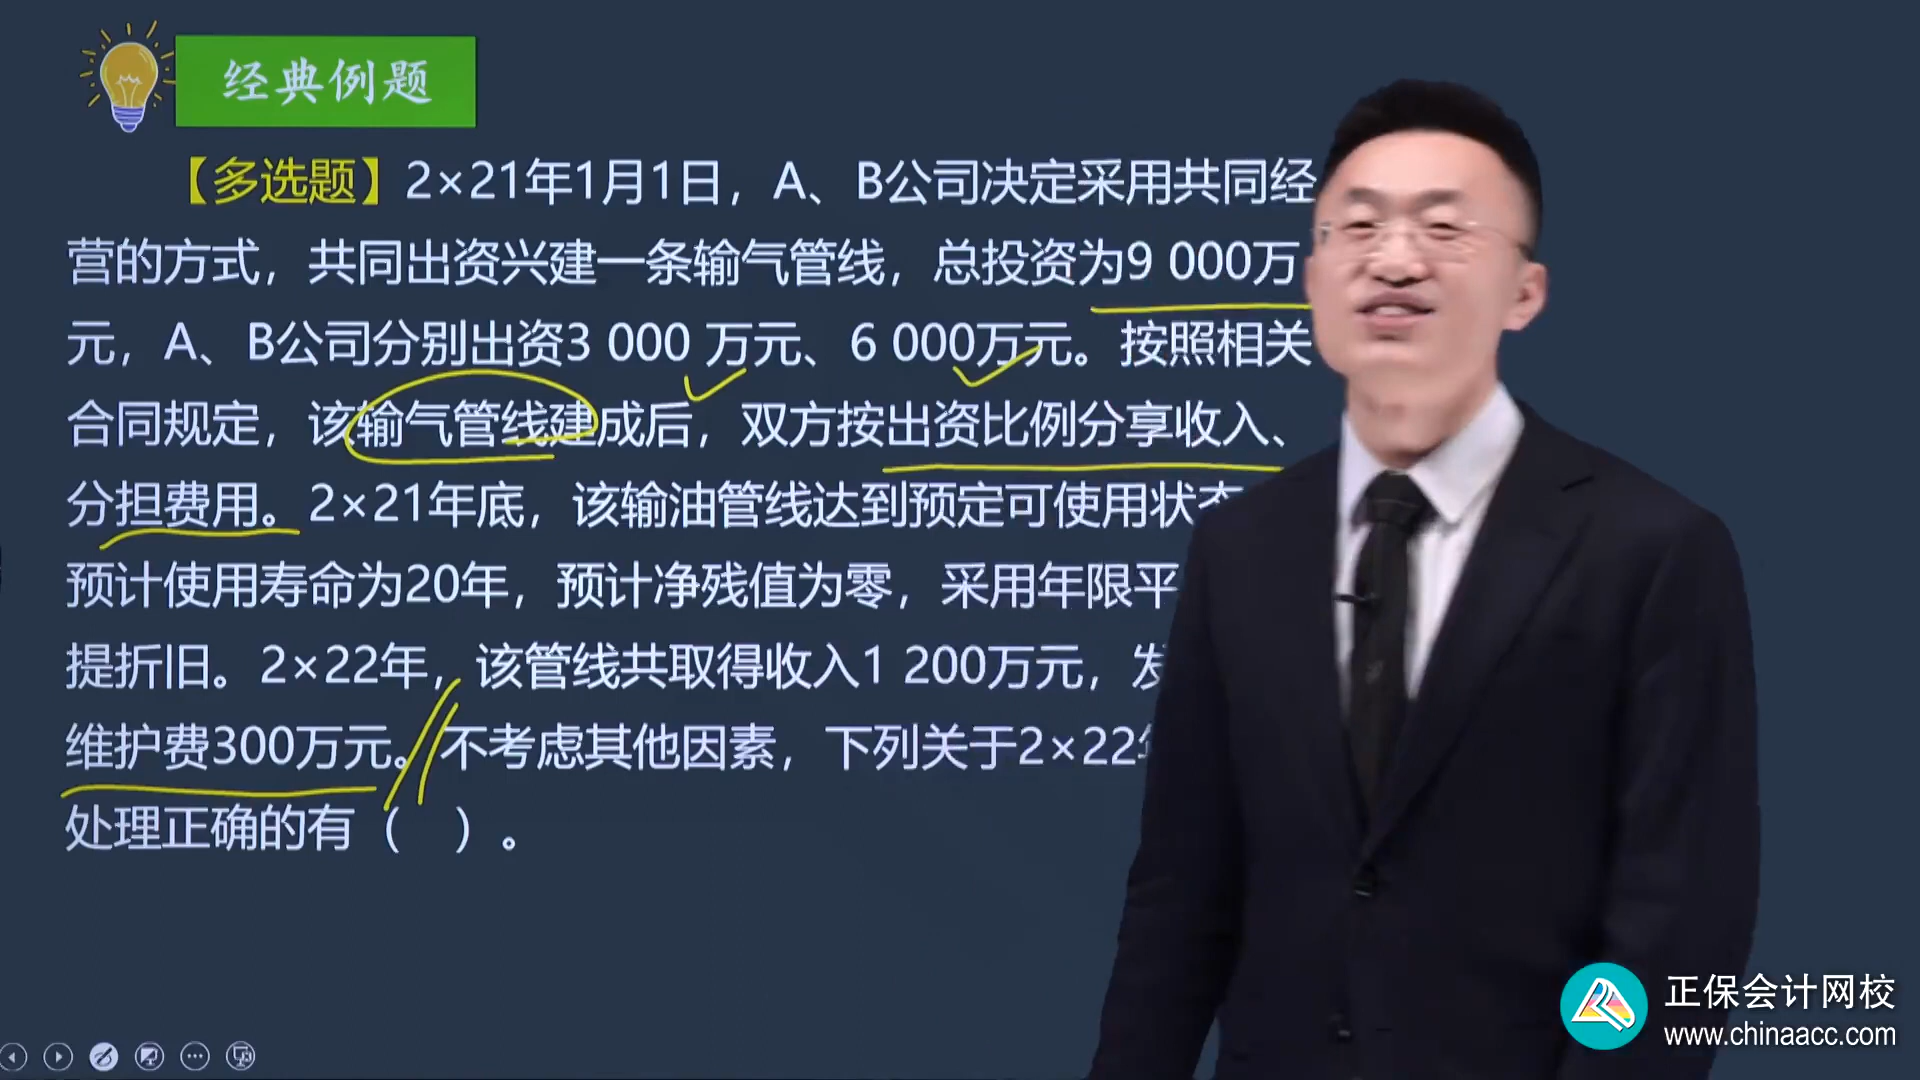 经典例题
【多选题】2×21年1月1日，A、B公司决定采用共同经
营的方式，共同出资兴建一条输气管线，总投资为9 000万
元，A、B公司分别出资3 000 万元、6 000万元。按照相关
合同规定，该输气管线建成后，双方按出资比例分享收入、
分担费用。2×21年底，该输油管线达到预定可使用状态
预计使用寿命为20年，预计净残值为零，采用年限平
提折旧。2×22年，该管线共取得收入1 200万元，发
维护费300万元。不考虑其他因素，下列关于2×22年
处理正确的有（　）。
正保会计网校
www.chinaacc.com